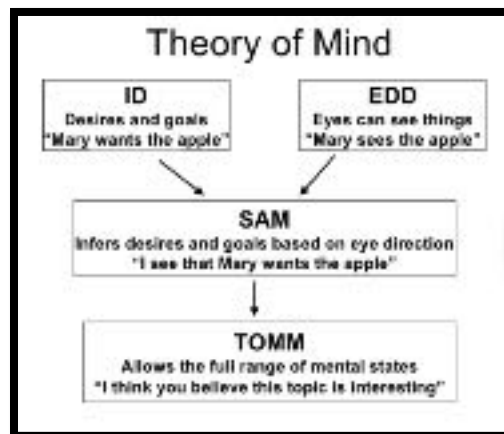 Theory of Mind
ID
Desires and goals
"Mary wants the apple"
EDD
Eyes can see things
"Mary sees the apple"
SAM
Infers desires and goals based on eye direction
"I see that Mary wants the apple"
TOMM
Allows the full range of mental states
"I think you believe this topic is interesting"